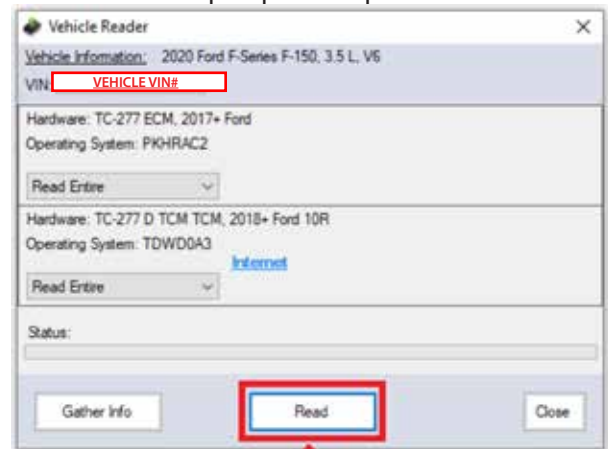 Vehicle Reader
Vehicle Information: 2020 Ford F-Series F-150, 3.5 L, V6
VIN: VEHICLE VIN#
Hardware: TC-277 ECM, 2017+ Ford
Operating System: PKHRAC2
Read Entire
Hardware: TC-277 D TCM TCM, 2018+ Ford 10R
Operating System: TDWD0A3
Internet
Read Entire
Status:
Gather Info Read Close